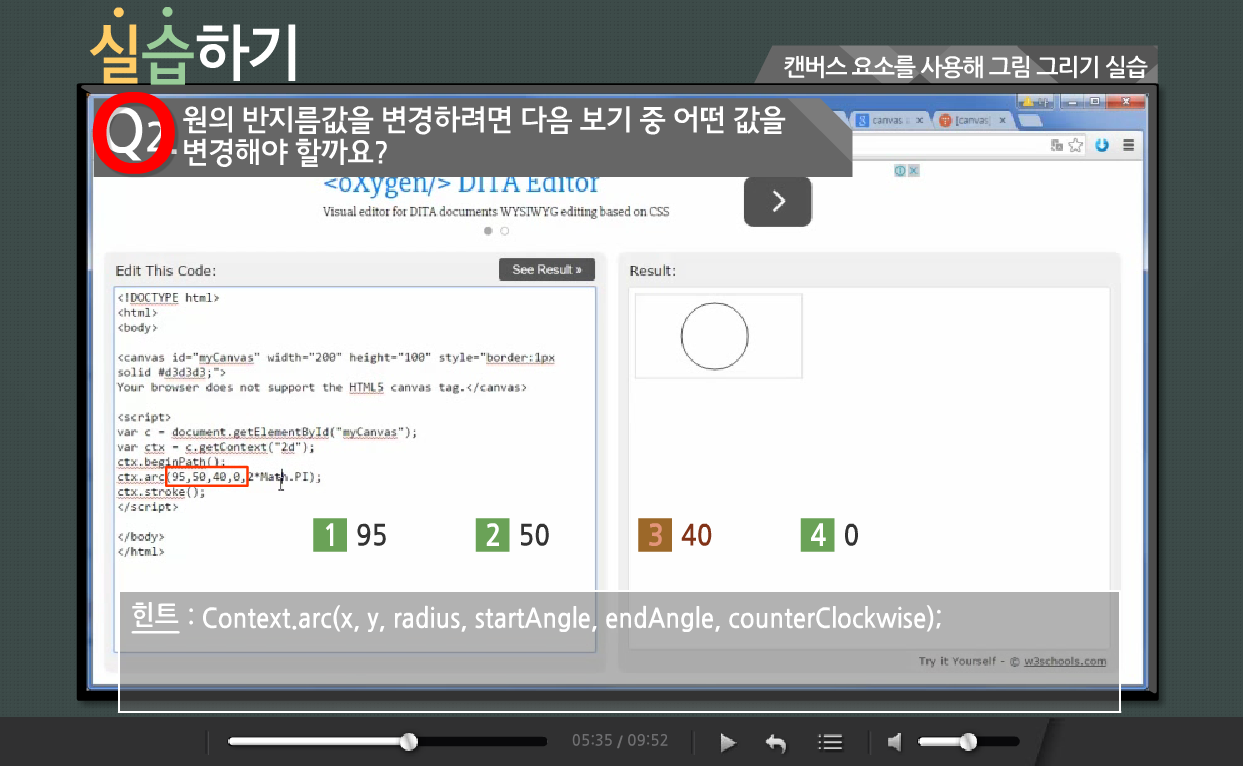 실습하기
캔버스 요소를 사용해 그림 그리기 실습
Q2. 원의 반지름값을 변경하려면 다음 보기 중 어떤 값을
변경해야 할까요?
canvas
[canvas]
<oXygen/> DITA Editor
Visual editor for DITA documents WYSIWYG editing based on CSS
Edit This Code:
See Result »
Result:
<!DOCTYPE html>
<html>
<body>
<canvas id="myCanvas" width="200" height="100" style="border:1px
solid #d3d3d3;">
Your browser does not support the HTML5 canvas tag.</canvas>
<script>
var c = document.getElementById("myCanvas");
var ctx = c.getContext("2d");
ctx.beginPath();
ctx.arc(95,50,40,0,2*Math.PI);
ctx.stroke();
</script>
</body>
</html>
1 95
2 50
3 40
4 0
힌트 : Context.arc(x, y, radius, startAngle, endAngle, counterClockwise);
Try it Yourself - © w3schools.com
05:35 / 09:52